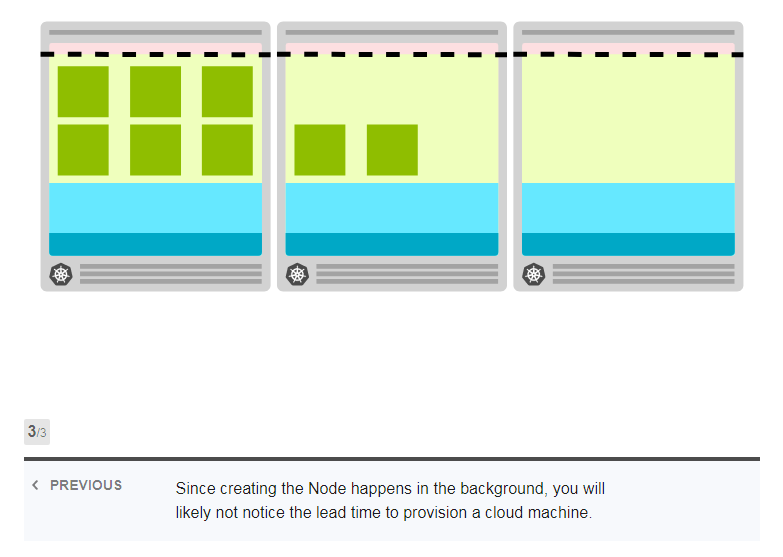 3/3
PREVIOUS
Since creating the Node happens in the background, you will
likely not notice the lead time to provision a cloud machine.